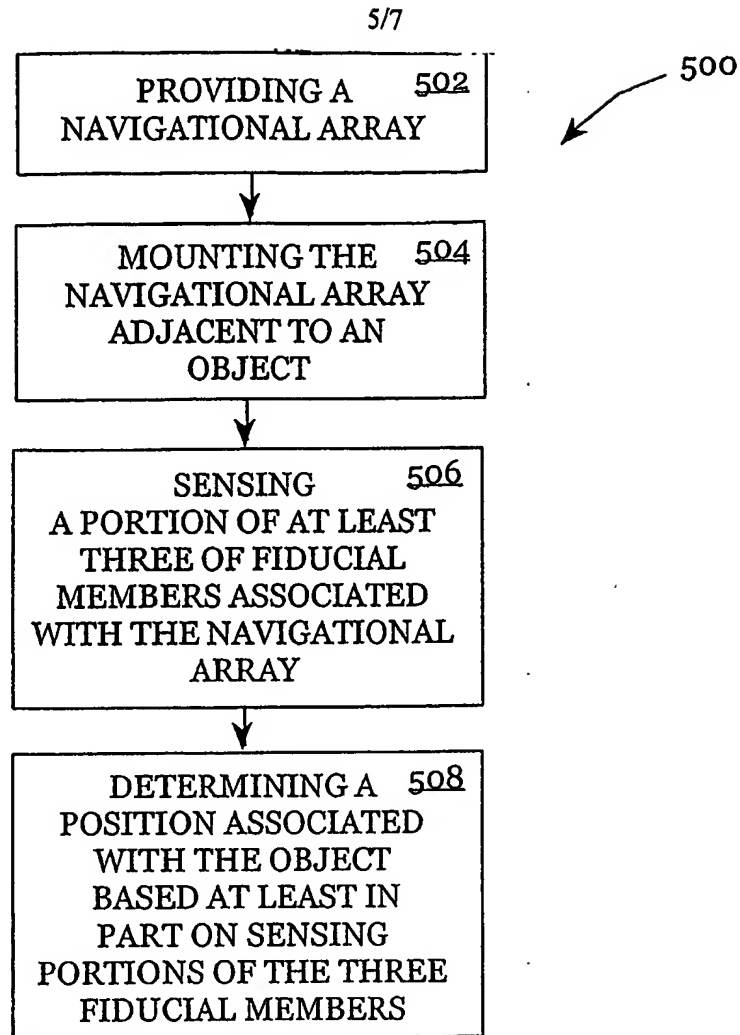 5/7
500
PROVIDING A 502
NAVIGATIONAL ARRAY
MOUNTING THE 504
NAVIGATIONAL ARRAY
ADJACENT TO AN
OBJECT
SENSING 506
A PORTION OF AT LEAST
THREE OF FIDUCIAL
MEMBERS ASSOCIATED
WITH THE NAVIGATIONAL
ARRAY
DETERMINING A 508
POSITION ASSOCIATED
WITH THE OBJECT
BASED AT LEAST IN
PART ON SENSING
PORTIONS OF THE THREE
FIDUCIAL MEMBERS